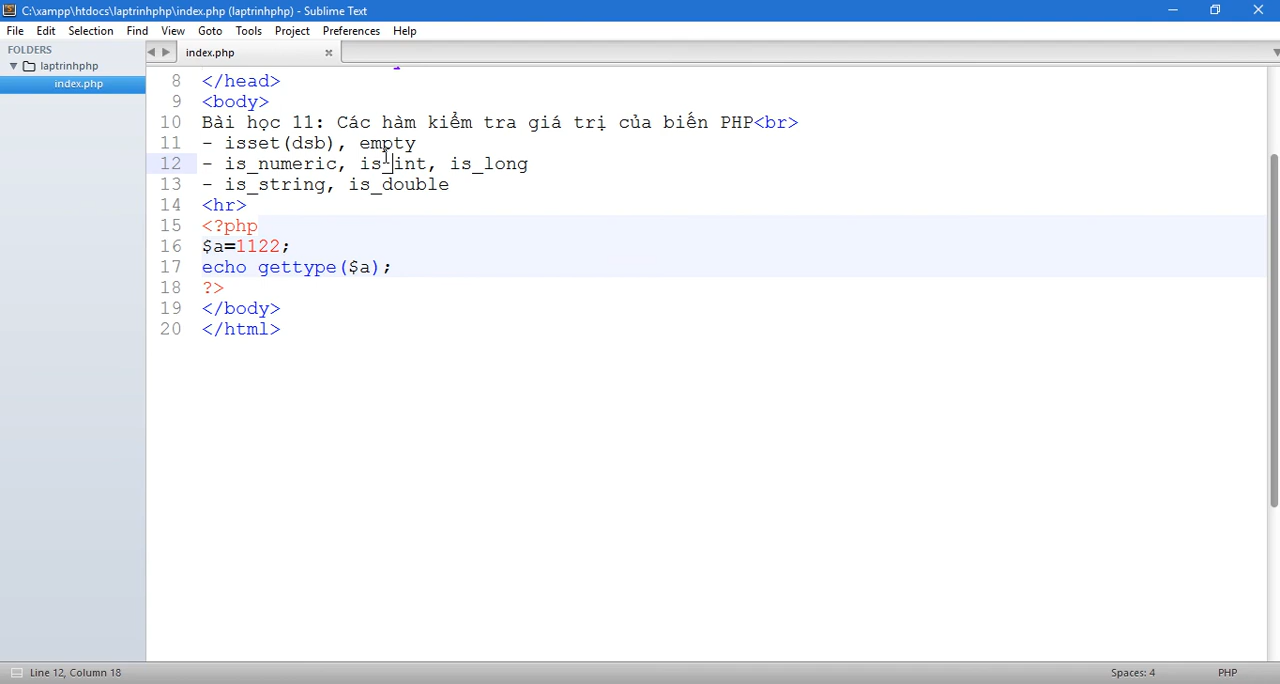 C:\xampp\htdocs\laptrinhphp\index.php (laptrinhphp) - Sublime Text
File Edit Selection Find View Goto Tools Project Preferences Help
FOLDERS
laptrinhphp
index.php
index.php
8 </head>
9 <body>
10 Bài học 11: Các hàm kiểm tra giá trị của biến PHP<br>
11 - isset(dsb), empty
12 - is_numeric, is_int, is_long
13 - is_string, is_double
14 <hr>
15 <?php
16 $a=1122;
17 echo gettype($a);
18 ?>
19 </body>
20 </html>
Line 12, Column 18 Spaces: 4 PHP